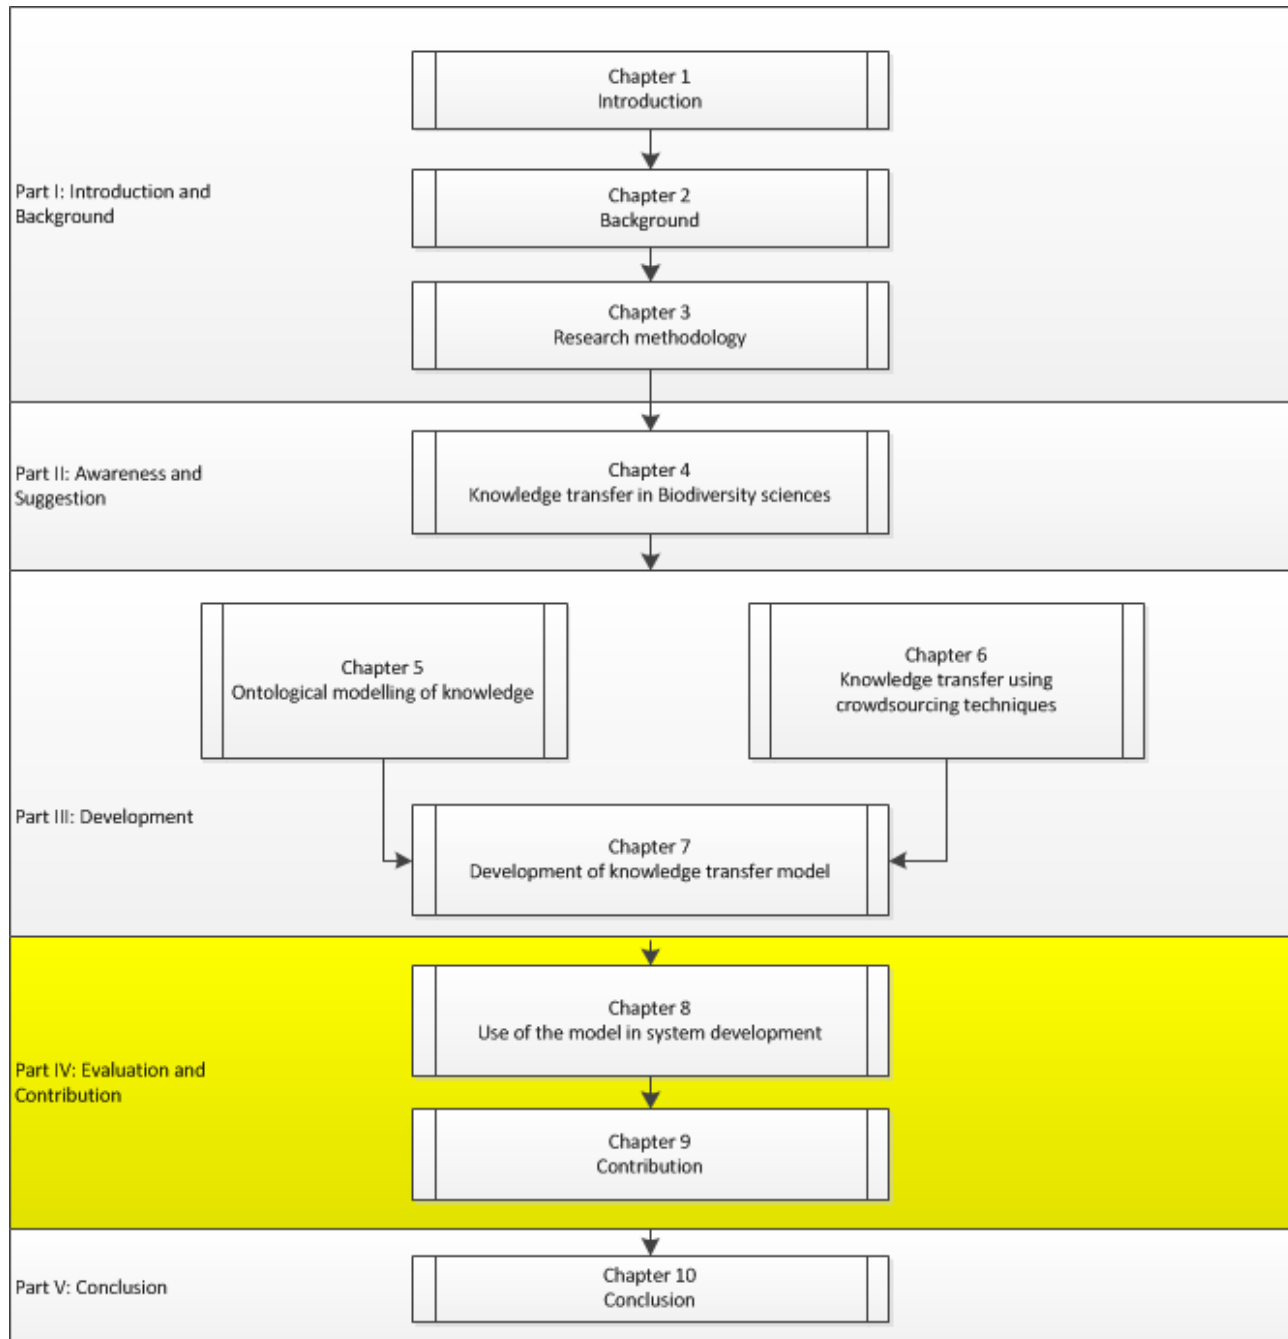 Chapter 1
Introduction
Part I: Introduction and
Background
Chapter 2
Background
Chapter 3
Research methodology
Part II: Awareness and
Suggestion
Chapter 4
Knowledge transfer in Biodiversity sciences
Chapter 5
Ontological modelling of knowledge
Chapter 6
Knowledge transfer using
crowdsourcing techniques
Part III: Development
Chapter 7
Development of knowledge transfer model
Part IV: Evaluation and
Contribution
Chapter 8
Use of the model in system development
Chapter 9
Contribution
Part V: Conclusion
Chapter 10
Conclusion